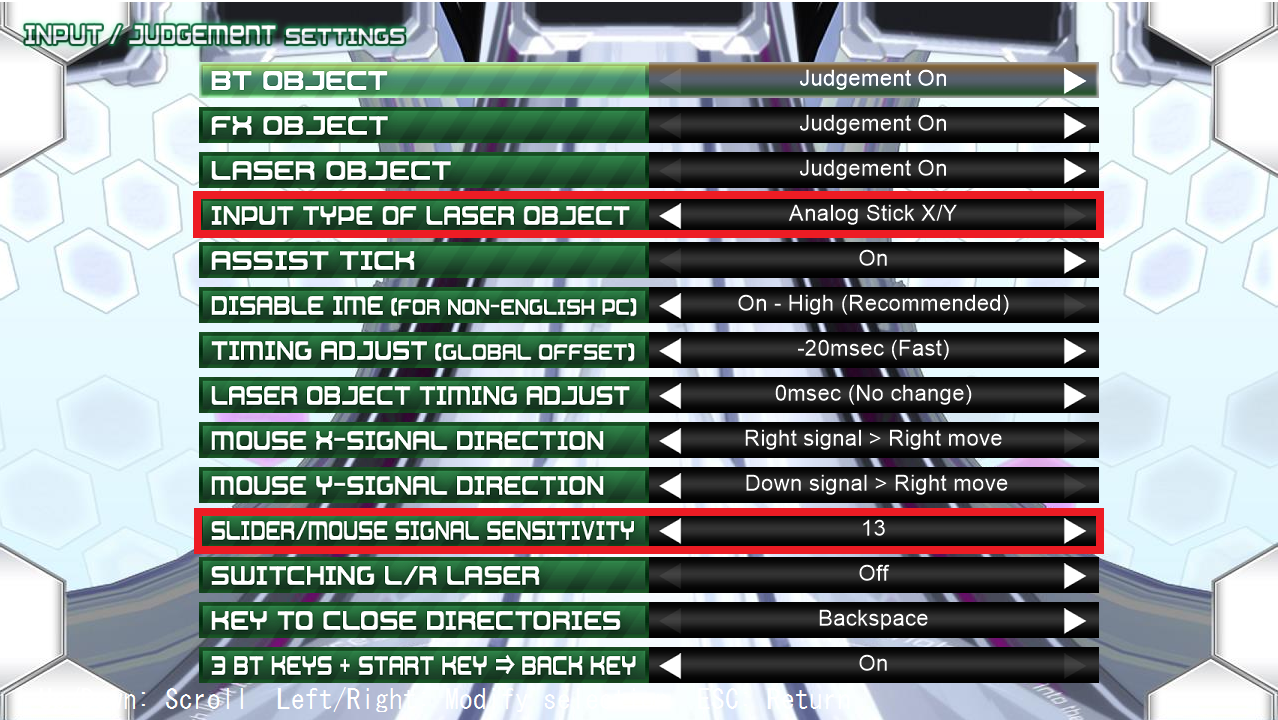 INPUT / JUDGEMENT SETTINGS
BT OBJECT Judgement On
FX OBJECT Judgement On
LASER OBJECT Judgement On
INPUT TYPE OF LASER OBJECT Analog Stick X/Y
ASSIST TICK On
DISABLE IME (FOR NON-ENGLISH PC) On - High (Recommended)
TIMING ADJUST (GLOBAL OFFSET) -20msec (Fast)
LASER OBJECT TIMING ADJUST 0msec (No change)
MOUSE X-SIGNAL DIRECTION Right signal > Right move
MOUSE Y-SIGNAL DIRECTION Down signal > Right move
SLIDER/MOUSE SIGNAL SENSITIVITY 13
SWITCHING L/R LASER Off
KEY TO CLOSE DIRECTORIES Backspace
3 BT KEYS + START KEY ⇒ BACK KEY On
Scroll Left/Right: Modify ESC: Return